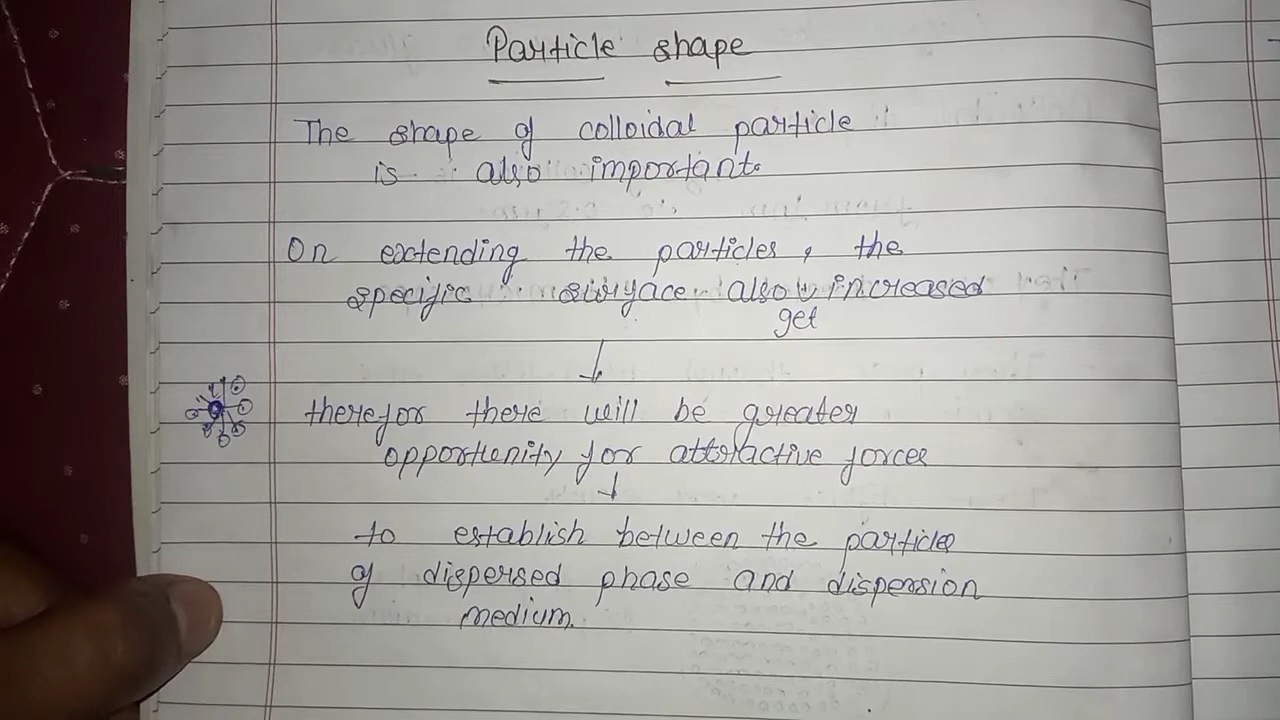 Particle shape
The shape of colloidal particle
is also important.
On extending the particles, the
specific surface also increased
get
↓
therefor there will be greater
opportunity for attractive forces
↓
to establish between the particles
of dispersed phase and dispersion
medium.